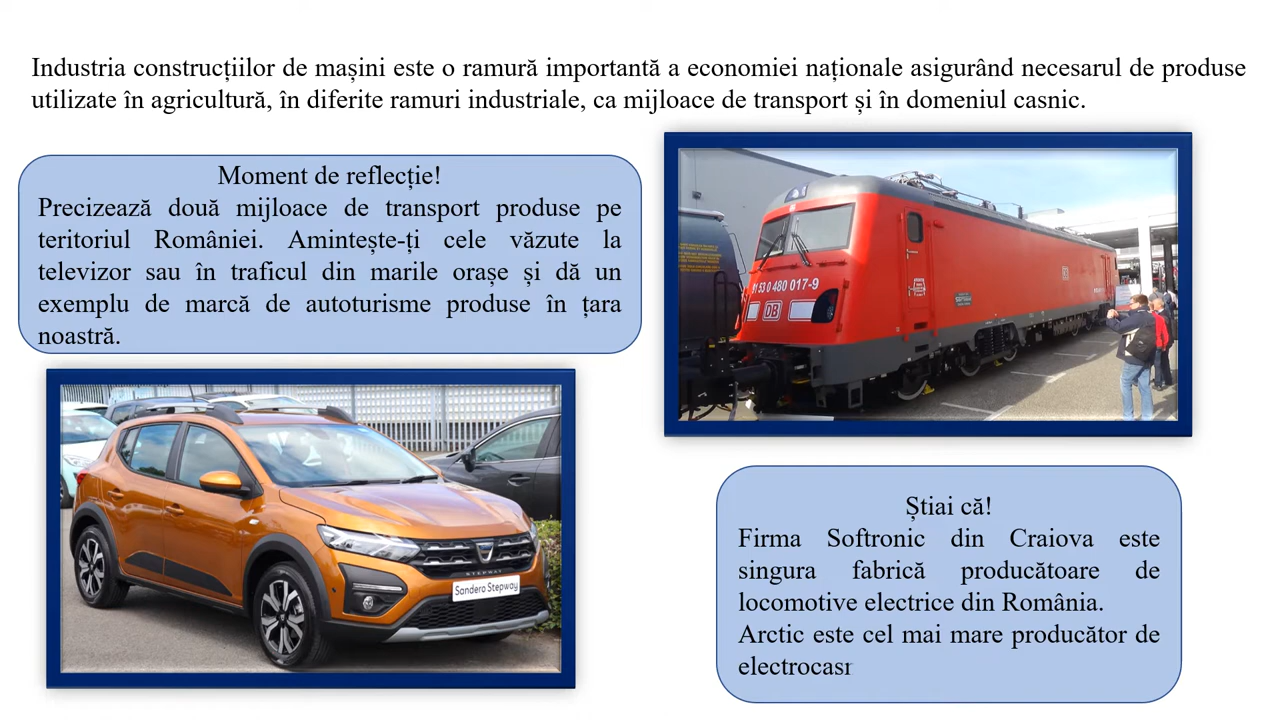 Industria construcțiilor de mașini este o ramură importantă a economiei naționale asigurând necesarul de produse
utilizate în agricultură, în diferite ramuri industriale, ca mijloace de transport și în domeniul casnic.
Moment de reflecție!
Precizează două mijloace de transport produse pe
teritoriul României. Amintește-ți cele văzute la
televizor sau în traficul din marile orașe și dă un
exemplu de marcă de autoturisme produse în țara
noastră.
91 53 0 480 017-9
DB
DB
STEPWAY
Sandero Stepway
Știai că!
Firma Softronic din Craiova este
singura fabrică producătoare de
locomotive electrice din România.
Arctic este cel mai mare producător de
electrocas